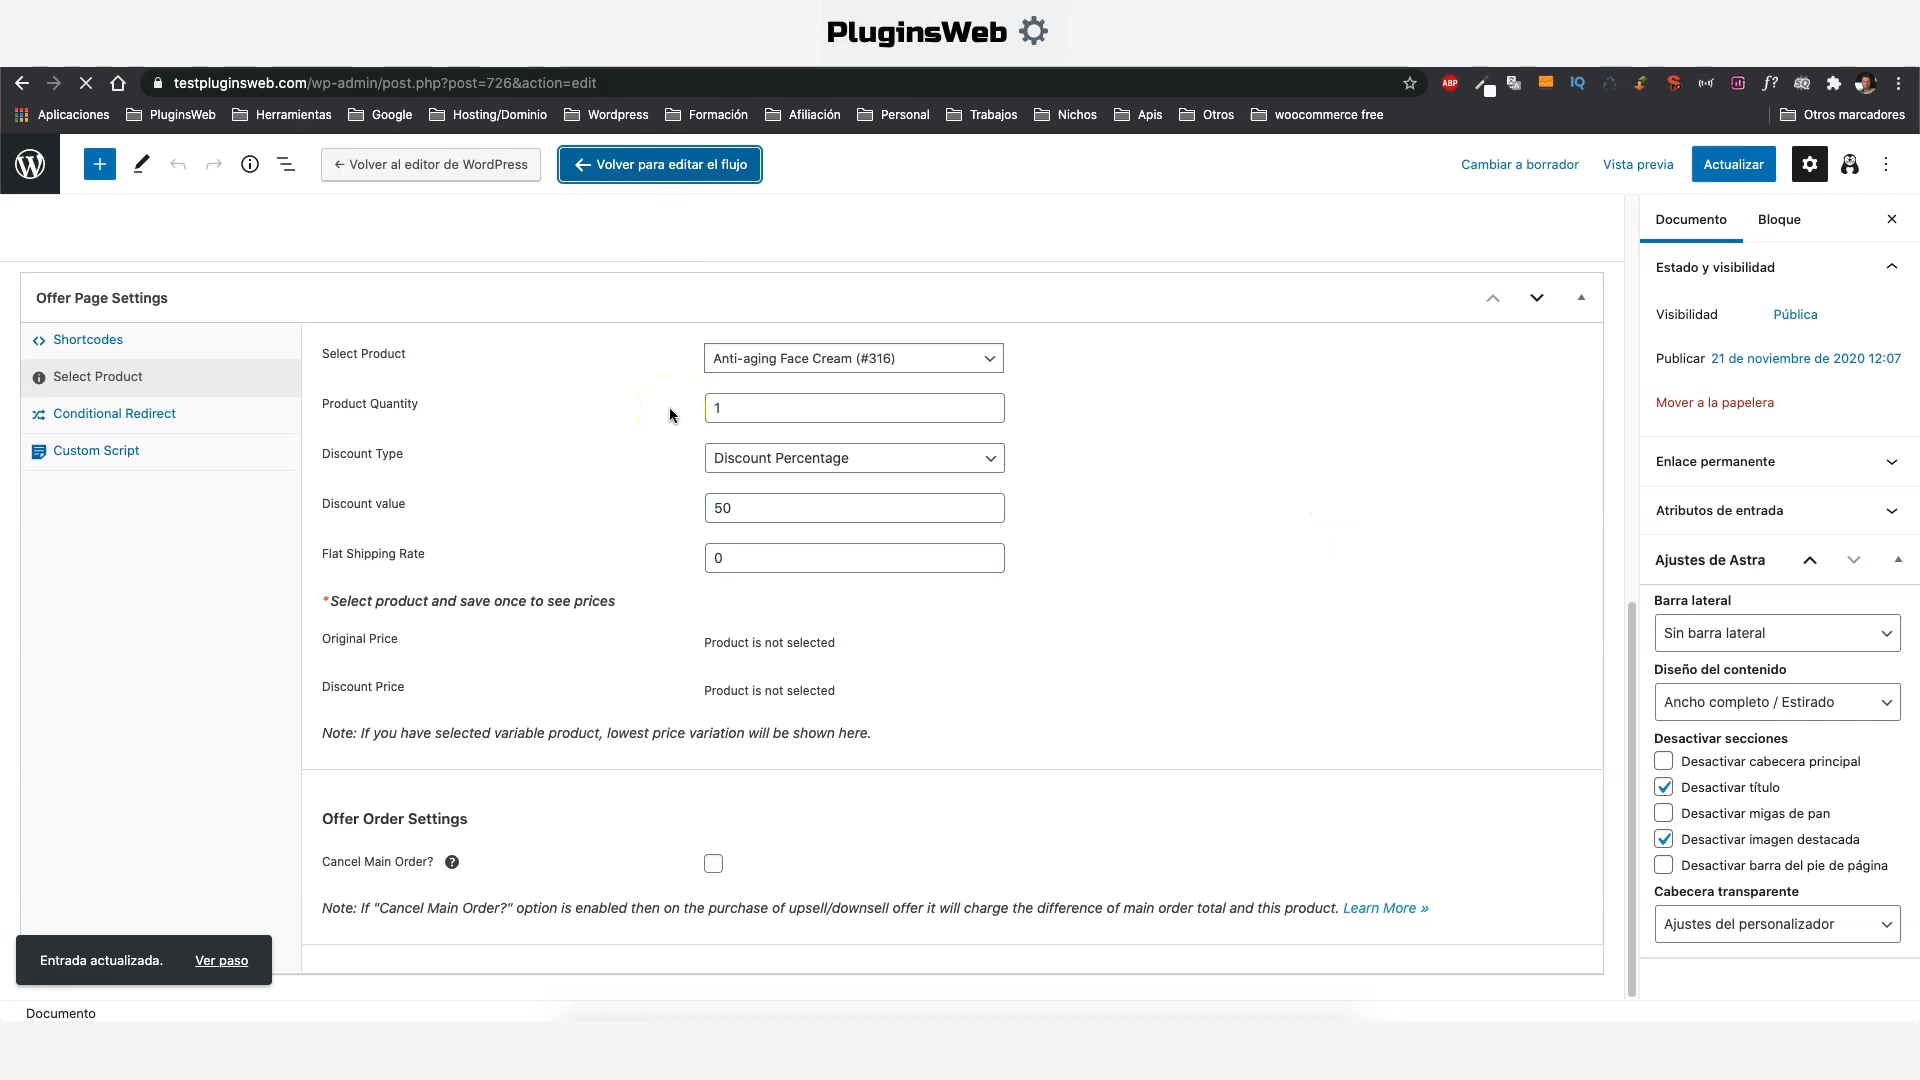 PluginsWeb
testpluginsweb.com/wp-admin/post.php?post=726&action=edit
ABP
IQ
f?
Aplicaciones PluginsWeb Herramientas Google Hosting/Dominio Wordpress Formación Afiliación Personal Trabajos Nichos Apis Otros woocommerce free Otros marcadores
← Volver al editor de WordPress
← Volver para editar el flujo
Cambiar a borrador
Vista previa
Actualizar
Offer Page Settings
Shortcodes
Select Product
Conditional Redirect
Custom Script
Select Product
Anti-aging Face Cream (#316)
Product Quantity
1
Discount Type
Discount Percentage
Discount value
50
Flat Shipping Rate
0
*Select product and save once to see prices
Original Price
Product is not selected
Discount Price
Product is not selected
Note: If you have selected variable product, lowest price variation will be shown here.
Offer Order Settings
Cancel Main Order? ?
Note: If "Cancel Main Order?" option is enabled then on the purchase of upsell/downsell offer it will charge the difference of main order total and this product. Learn More »
Entrada actualizada. Ver paso
Documento
Documento Bloque
Estado y visibilidad
Visibilidad Pública
Publicar 21 de noviembre de 2020 12:07
Mover a la papelera
Enlace permanente
Atributos de entrada
Ajustes de Astra
Barra lateral
Sin barra lateral
Diseño del contenido
Ancho completo / Estirado
Desactivar secciones
Desactivar cabecera principal
Desactivar título
Desactivar migas de pan
Desactivar imagen destacada
Desactivar barra del pie de página
Cabecera transparente
Ajustes del personalizador